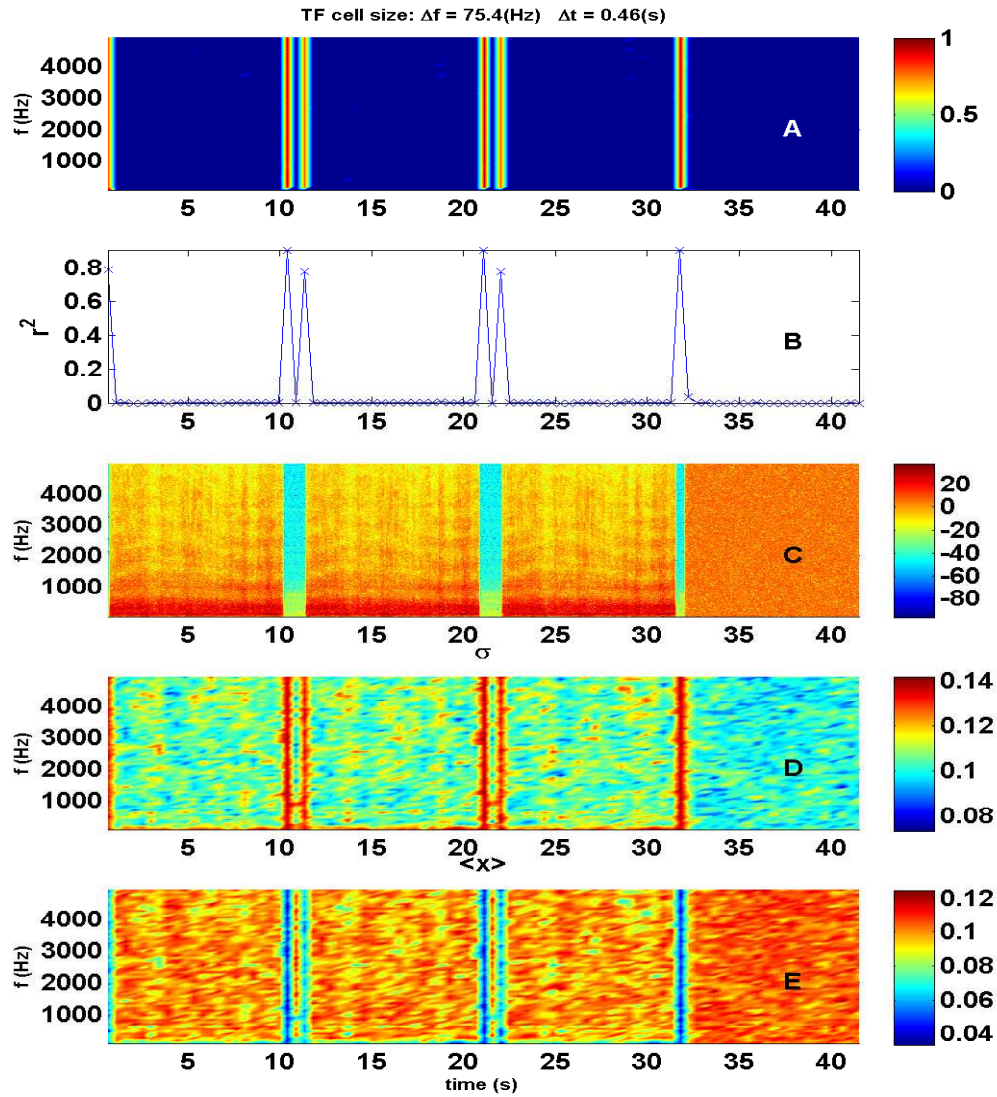 TF cell size: Δf = 75.4(Hz) Δt = 0.46(s)
f (Hz)
4000
3000
2000
1000
A
1
0.5
0
5 10 15 20 25 30 35 40
r²
0.8
0.6
0.4
0.2
0
B
5 10 15 20 25 30 35 40
f (Hz)
4000
3000
2000
1000
C
20
0
-20
-40
-60
-80
5 10 15 20 25 30 35 40
σ
f (Hz)
4000
3000
2000
1000
D
0.14
0.12
0.1
0.08
5 10 15 20 25 30 35 40
<x>
f (Hz)
4000
3000
2000
1000
E
0.12
0.1
0.08
0.06
0.04
5 10 15 20 25 30 35 40
time (s)